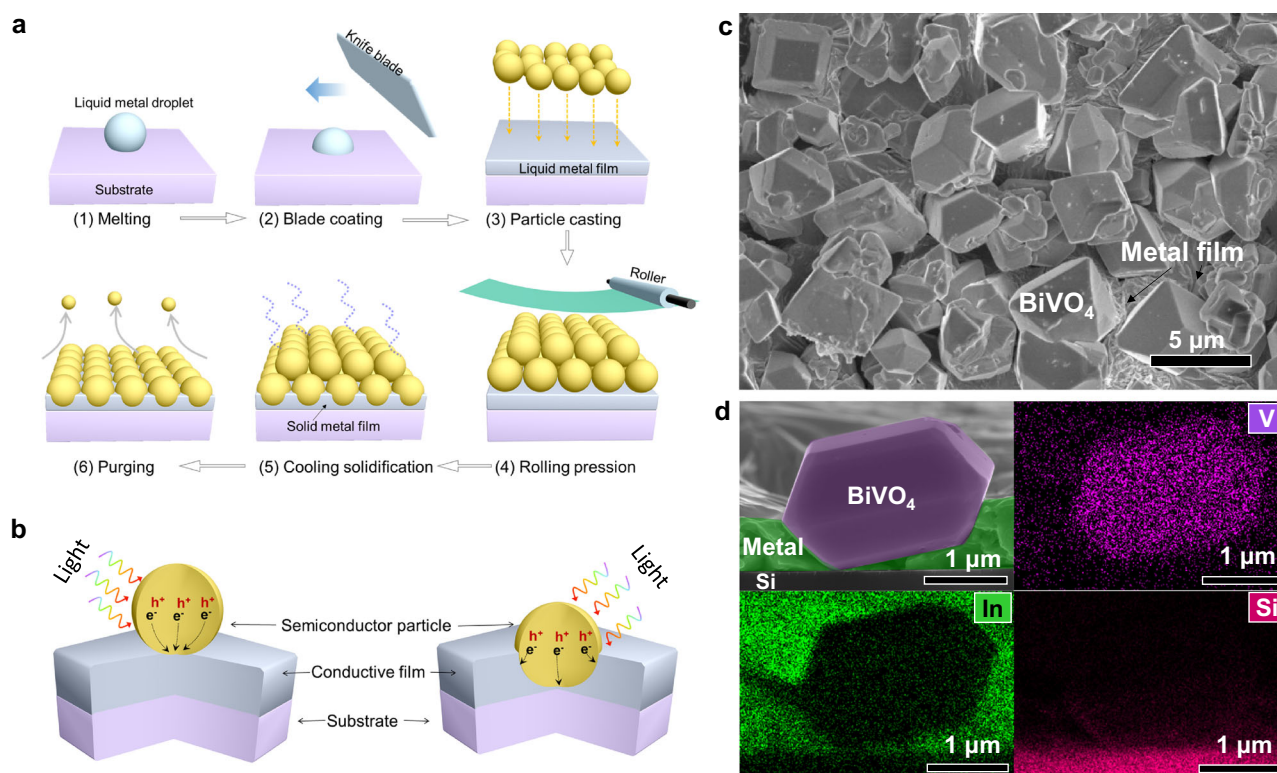 a
Liquid metal droplet
Substrate
(1) Melting
Knife blade
(2) Blade coating
Liquid metal film
(3) Particle casting
Roller
(4) Rolling pression
Solid metal film
(5) Cooling solidification
(6) Purging
b
Light
h⁺ h⁺ h⁺
e⁻ e⁻ e⁻
Semiconductor particle
Conductive film
Substrate
Light
h⁺ h⁺ h⁺
e⁻ e⁻ e⁻
c
Metal film
BiVO₄
5 µm
d
BiVO₄
Metal
Si
1 µm
V
1 µm
In
1 µm
Si
1 µm